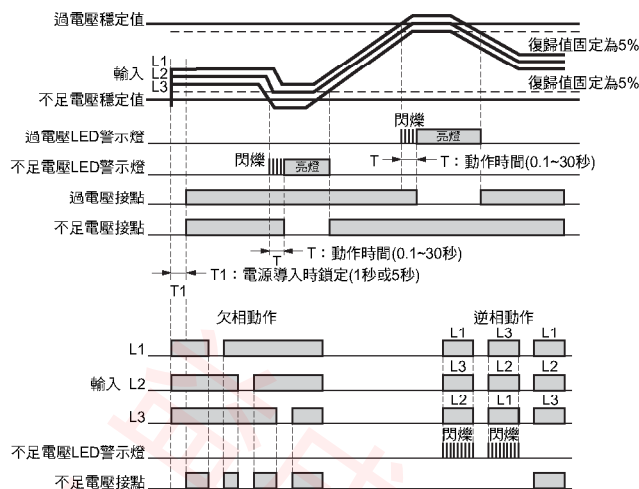 過電壓穩定值
復歸值固定為5%
L1
輸入 L2
L3
復歸值固定為5%
不足電壓穩定值
閃爍
過電壓LED警示燈
亮燈
閃爍
T
T：動作時間(0.1~30秒)
不足電壓LED警示燈
亮燈
過電壓接點
不足電壓接點
T
T：動作時間(0.1~30秒)
T1：電源導入時鎖定(1秒或5秒)
T1
欠相動作
逆相動作
L1 L3 L1
L1
L3 L2 L2
輸入 L2
L2 L1 L3
L3
閃爍 閃爍
不足電壓LED警示燈
不足電壓接點